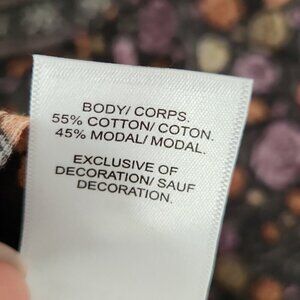 BODY/ CORPS.
55% COTTON/ COTON.
45% MODAL/ MODAL.
EXCLUSIVE OF
DECORATION/ SAUF
DECORATION.